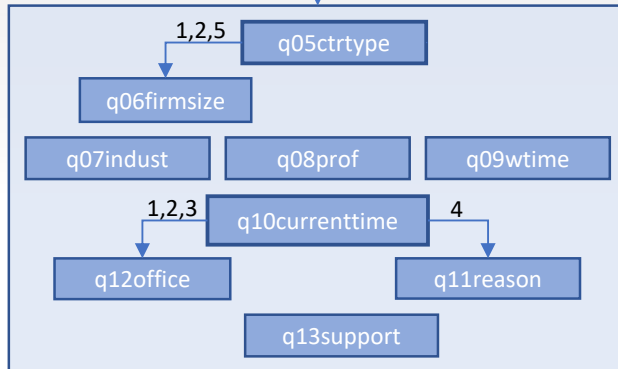 1,2,5
q05ctrtype
q06firmsize
q07indust
q08prof
q09wtime
1,2,3
q10currenttime
4
q12office
q11reason
q13support